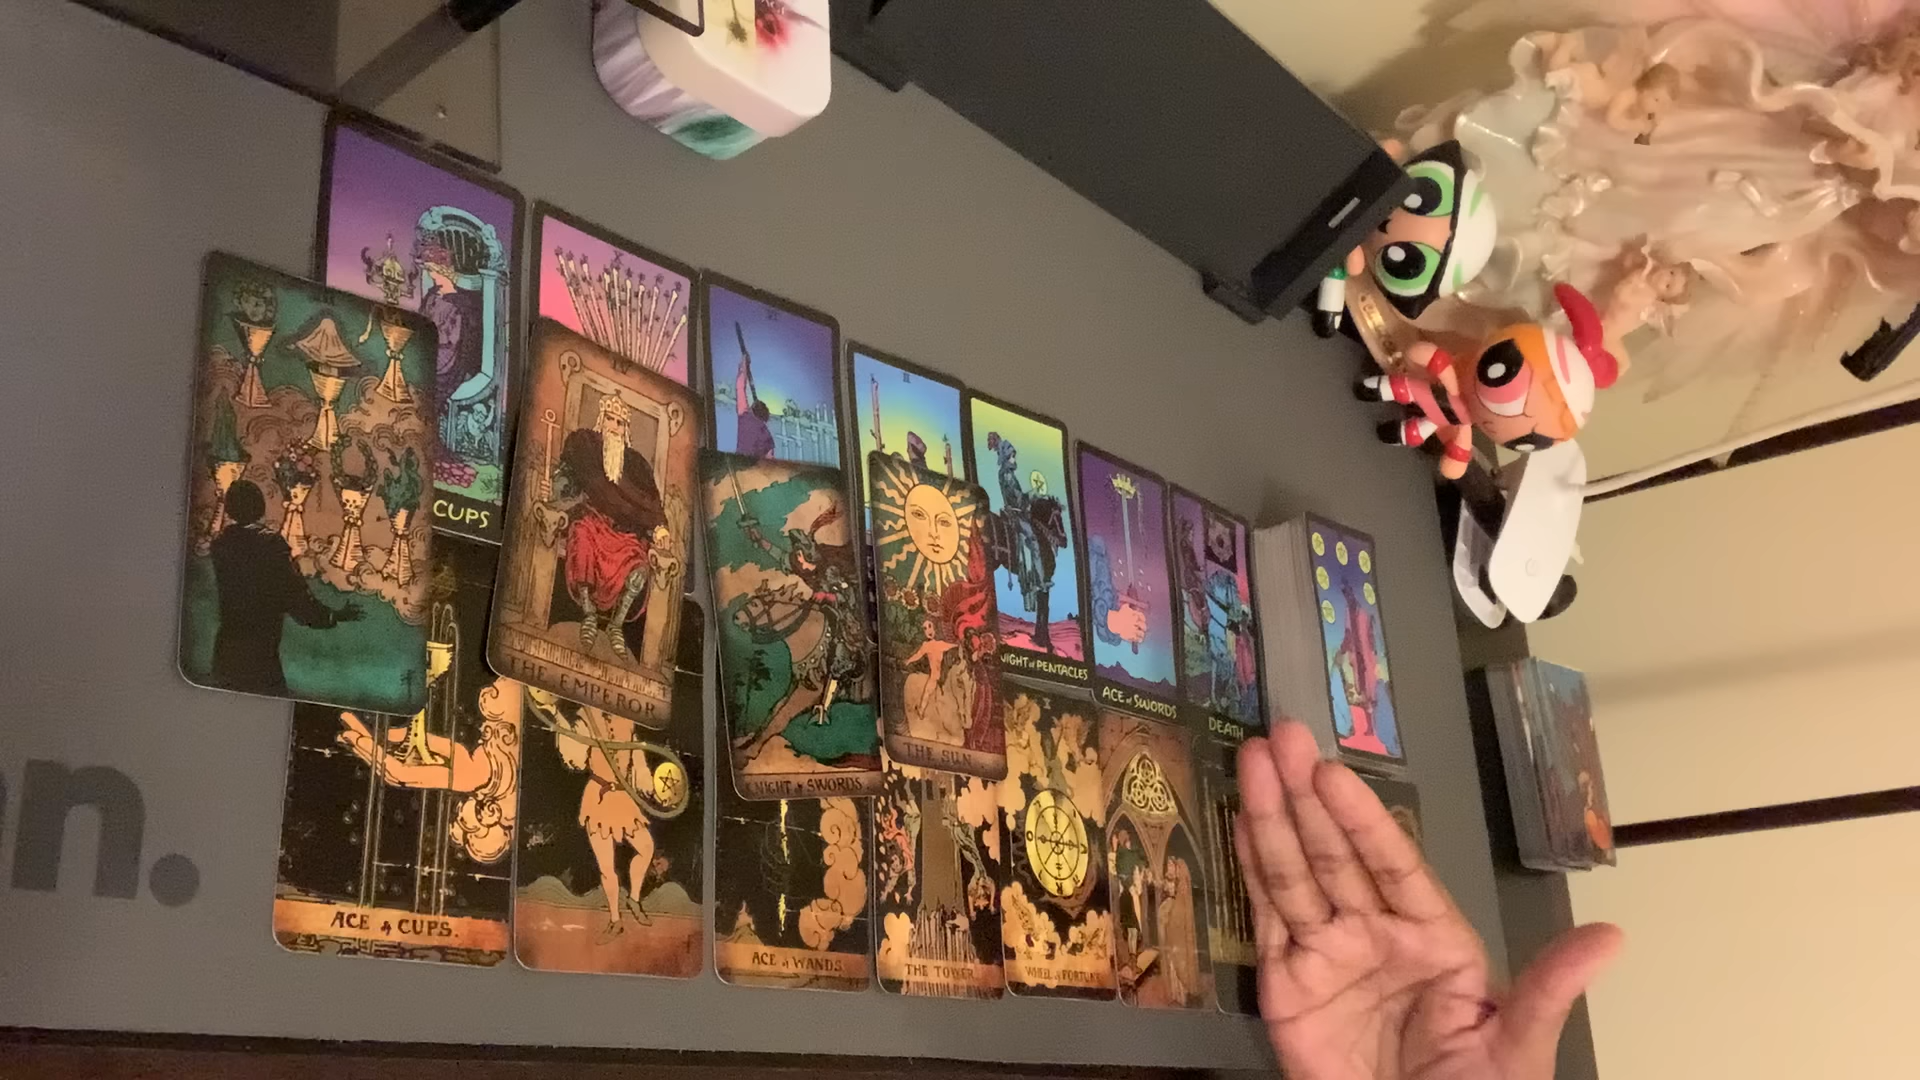 CUPS
X
IV
THE EMPEROR
KNIGHT of SWORDS
THE SUN
KNIGHT of PENTACLES
ACE of SWORDS
DEATH
ACE of CUPS.
ACE of WANDS
THE TOWER
WHEEL of FORTUNE
n.